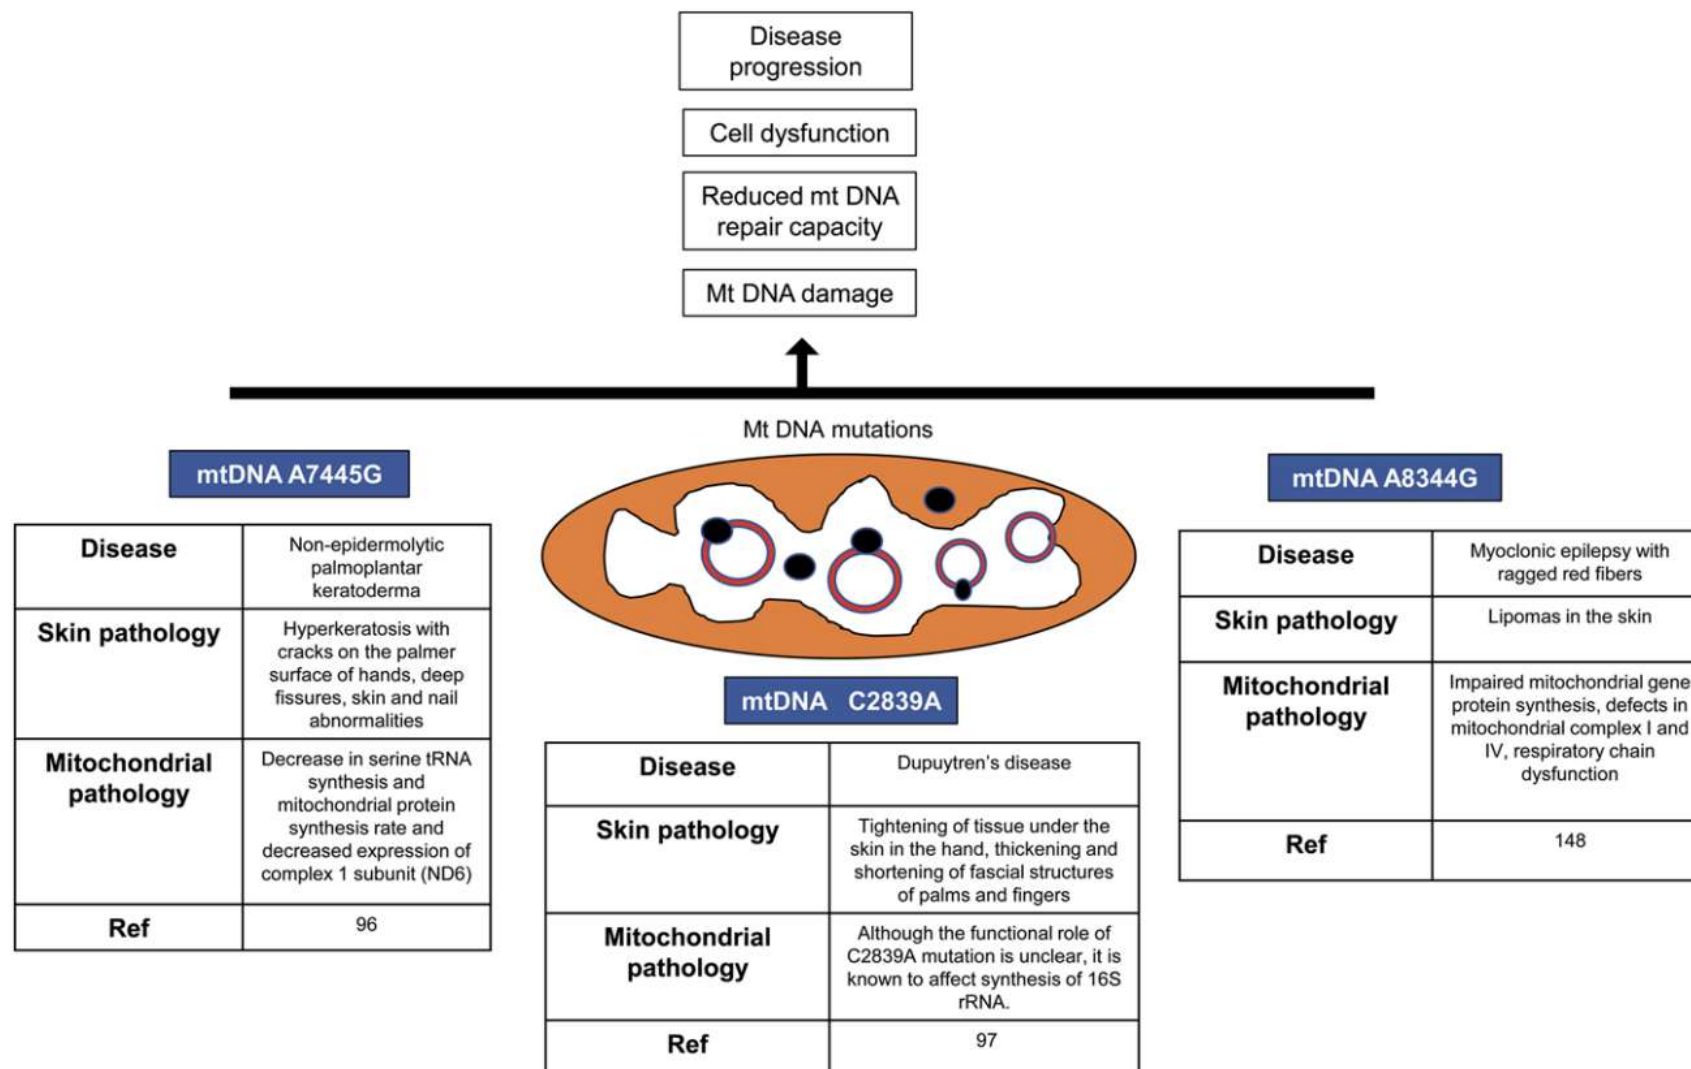 Disease
progression
Cell dysfunction
Reduced mt DNA
repair capacity
Mt DNA damage
Mt DNA mutations
mtDNA A7445G
Disease
Non-epidermolytic
palmoplantar
keratoderma
Skin pathology
Hyperkeratosis with
cracks on the palmer
surface of hands, deep
fissures, skin and nail
abnormalities
Mitochondrial
pathology
Decrease in serine tRNA
synthesis and
mitochondrial protein
synthesis rate and
decreased expression of
complex 1 subunit (ND6)
Ref
96
mtDNA C2839A
Disease
Dupuytren's disease
Skin pathology
Tightening of tissue under the
skin in the hand, thickening and
shortening of fascial structures
of palms and fingers
Mitochondrial
pathology
Although the functional role of
C2839A mutation is unclear, it is
known to affect synthesis of 16S
rRNA.
Ref
97
mtDNA A8344G
Disease
Myoclonic epilepsy with
ragged red fibers
Skin pathology
Lipomas in the skin
Mitochondrial
pathology
Impaired mitochondrial gene
protein synthesis, defects in
mitochondrial complex I and
IV, respiratory chain
dysfunction
Ref
148